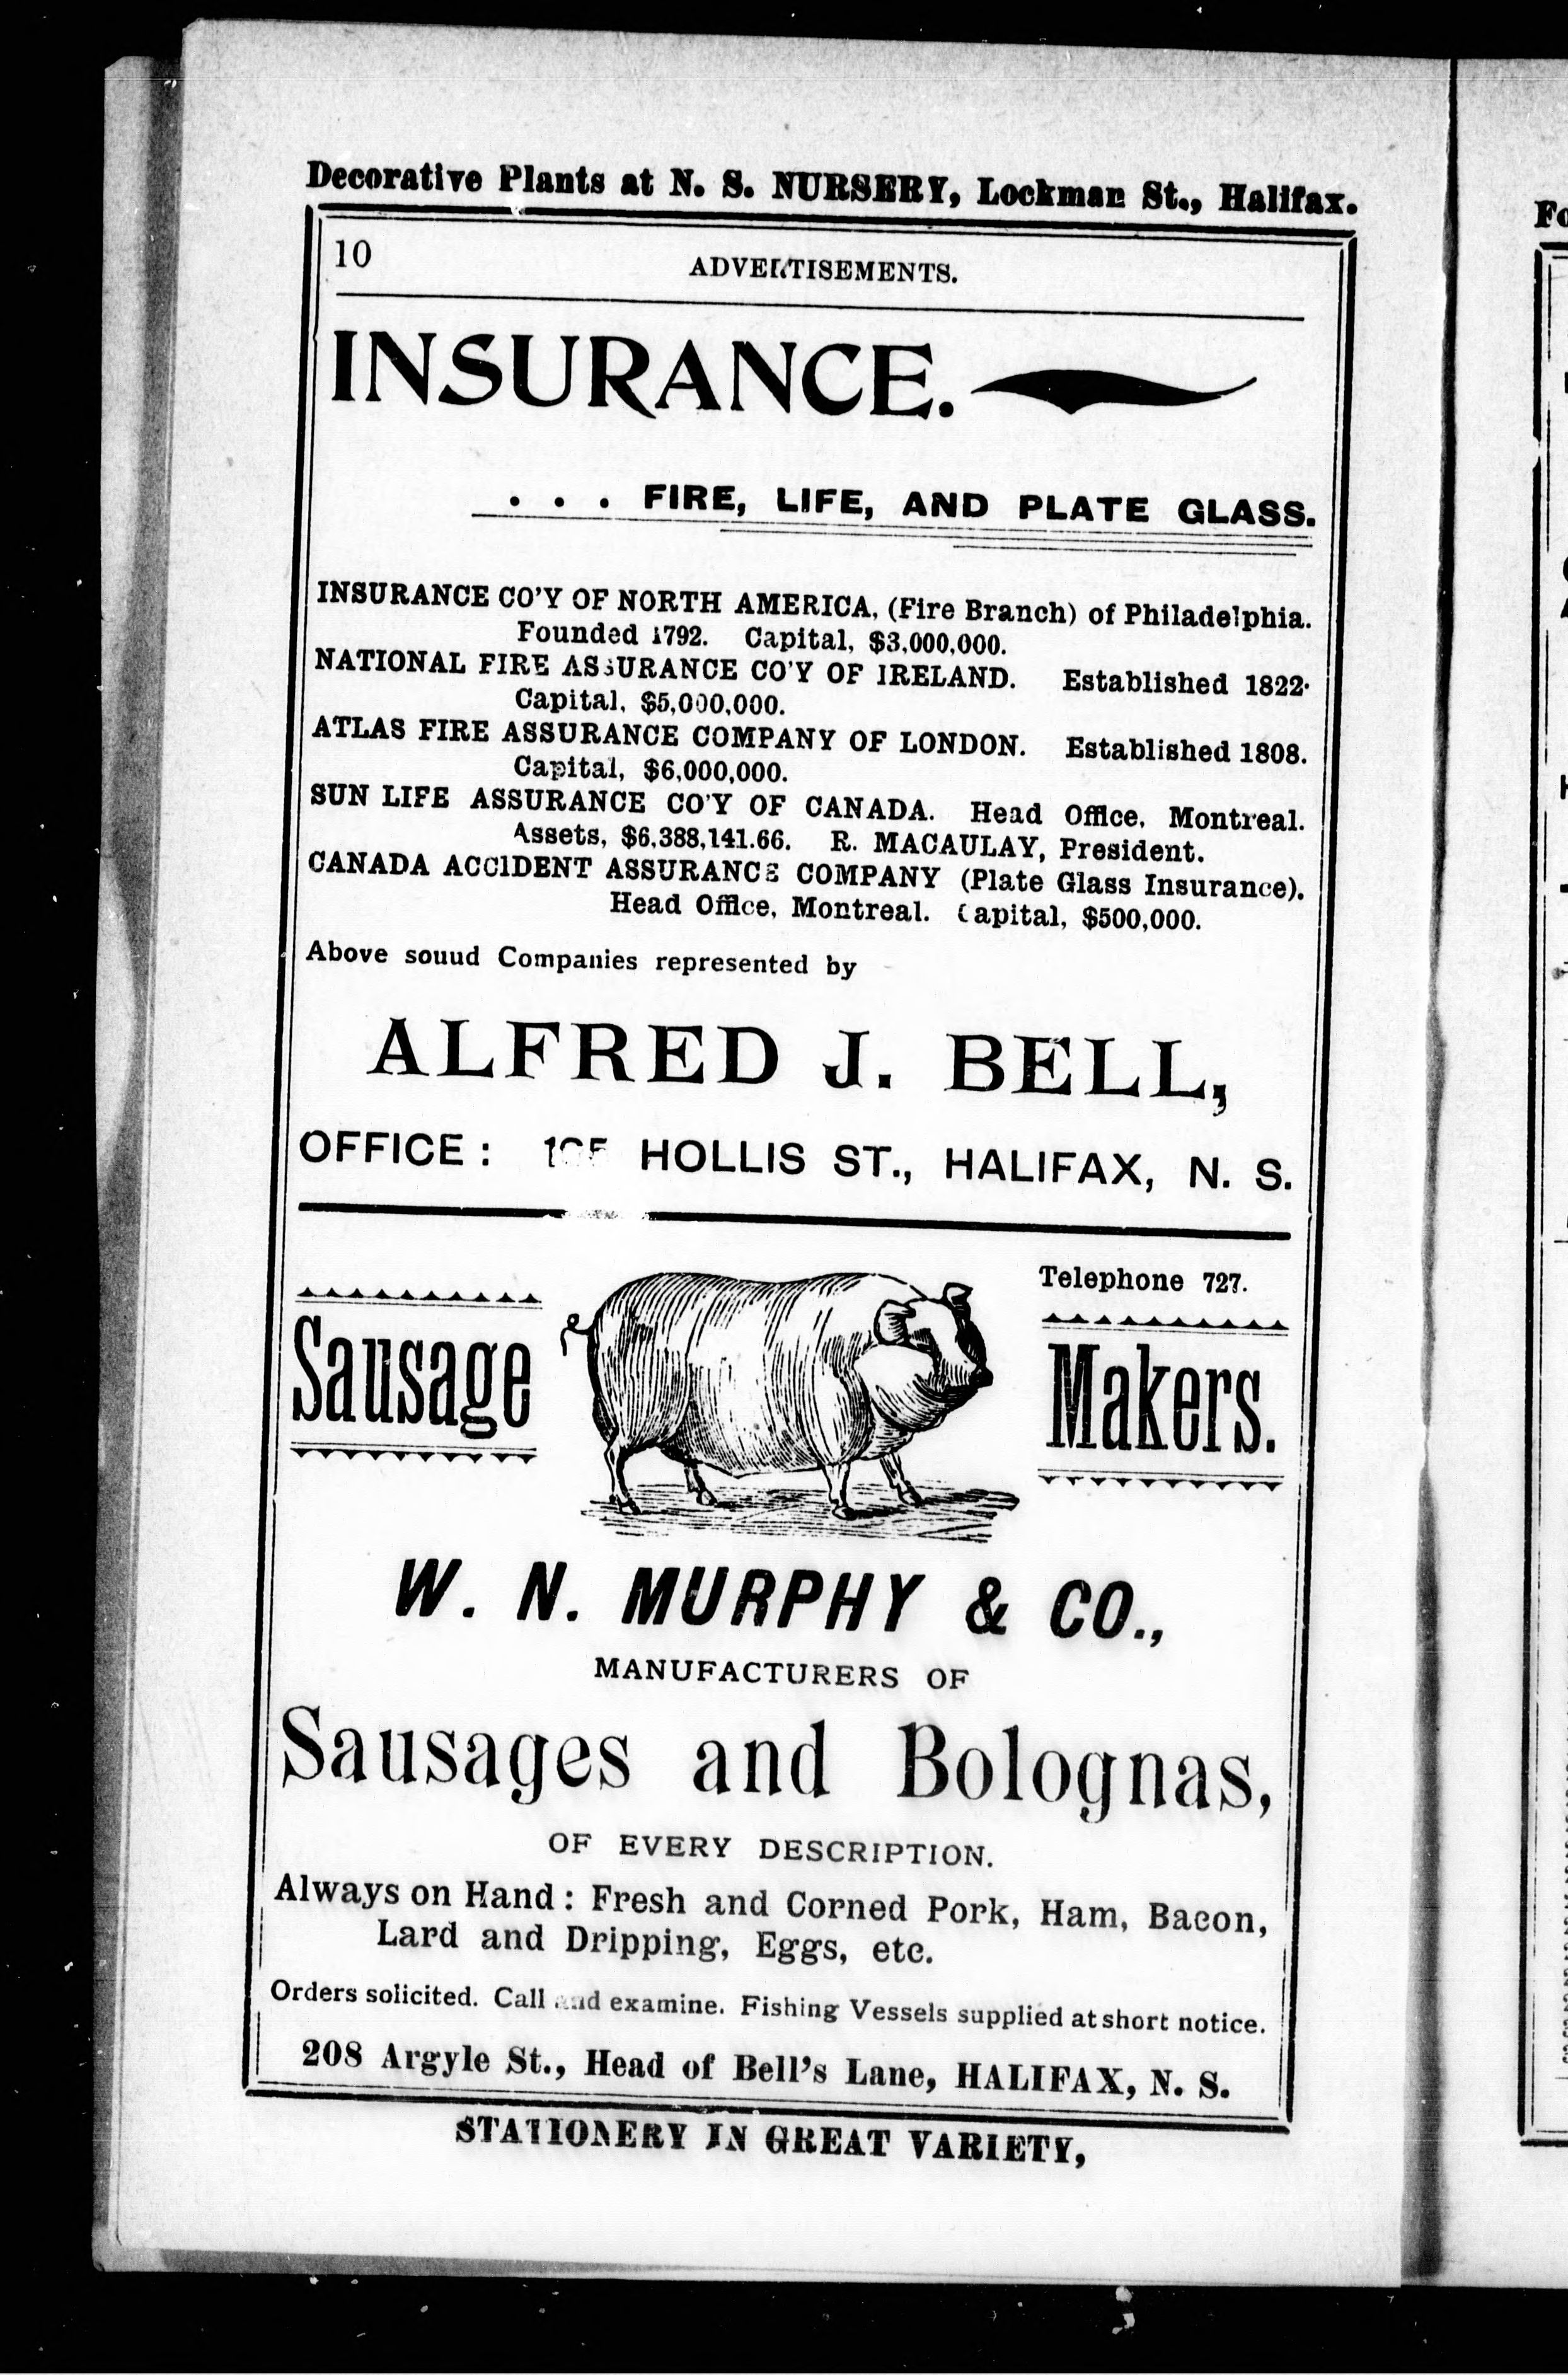 Decorative Plants at N. S. NURSERY, Lockman St., Halifax.
10
ADVERTISEMENTS.
INSURANCE.
. . . FIRE, LIFE, AND PLATE GLASS.
INSURANCE CO'Y OF NORTH AMERICA, (Fire Branch) of Philadelphia.
Founded 1792. Capital, $3,000,000.
NATIONAL FIRE ASSURANCE CO'Y OF IRELAND. Established 1822.
Capital, $5,000,000.
ATLAS FIRE ASSURANCE COMPANY OF LONDON. Established 1808.
Capital, $6,000,000.
SUN LIFE ASSURANCE CO'Y OF CANADA. Head Office, Montreal.
Assets, $6,388,141.66. R. MACAULAY, President.
CANADA ACCIDENT ASSURANCE COMPANY (Plate Glass Insurance).
Head Office, Montreal. Capital, $500,000.
Above souud Companies represented by
ALFRED J. BELL,
OFFICE: HOLLIS ST., HALIFAX, N. S.
Telephone 727.
Sausage Makers.
W. N. MURPHY & CO.,
MANUFACTURERS OF
Sausages and Bolognas,
OF EVERY DESCRIPTION.
Always on Hand: Fresh and Corned Pork, Ham, Bacon,
Lard and Dripping, Eggs, etc.
Orders solicited. Call and examine. Fishing Vessels supplied at short notice.
208 Argyle St., Head of Bell's Lane, HALIFAX, N. S.
STATIONERY IN GREAT VARIETY,